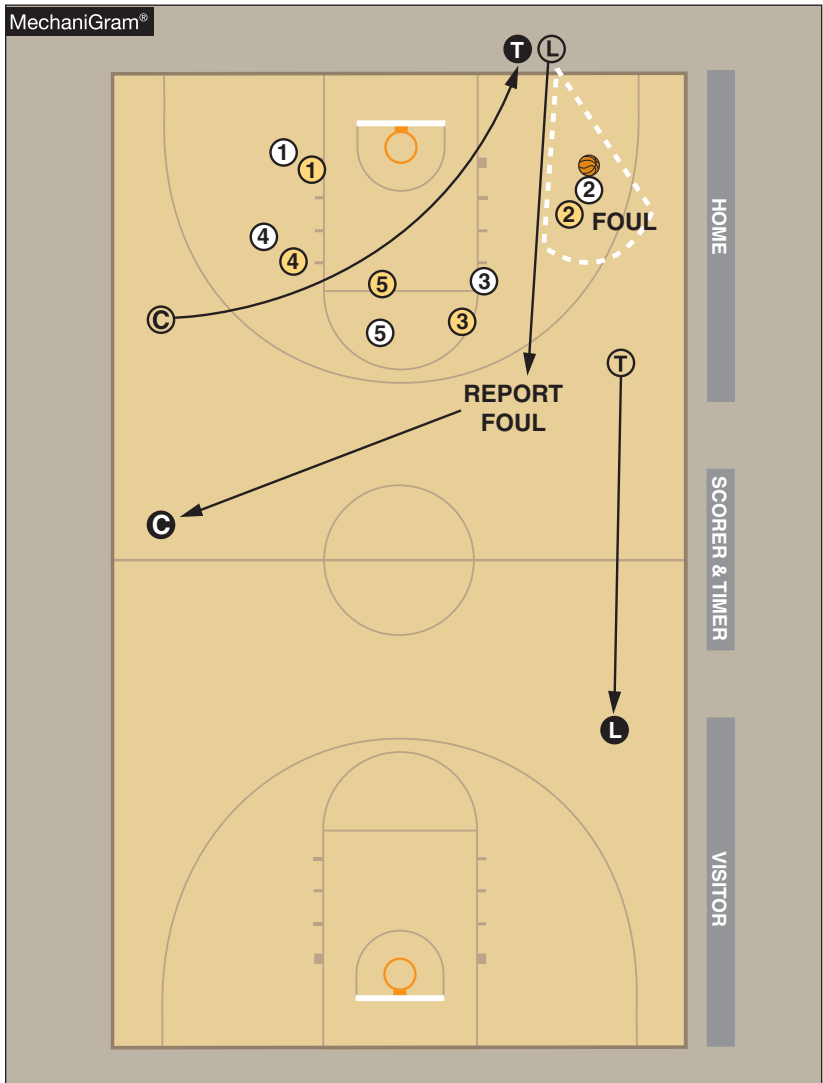 MechaniGram®
T
L
1
1
2
2
FOUL
4
4
5
3
C
5
3
T
REPORT
FOUL
C
L
HOME
SCORER & TIMER
VISITOR